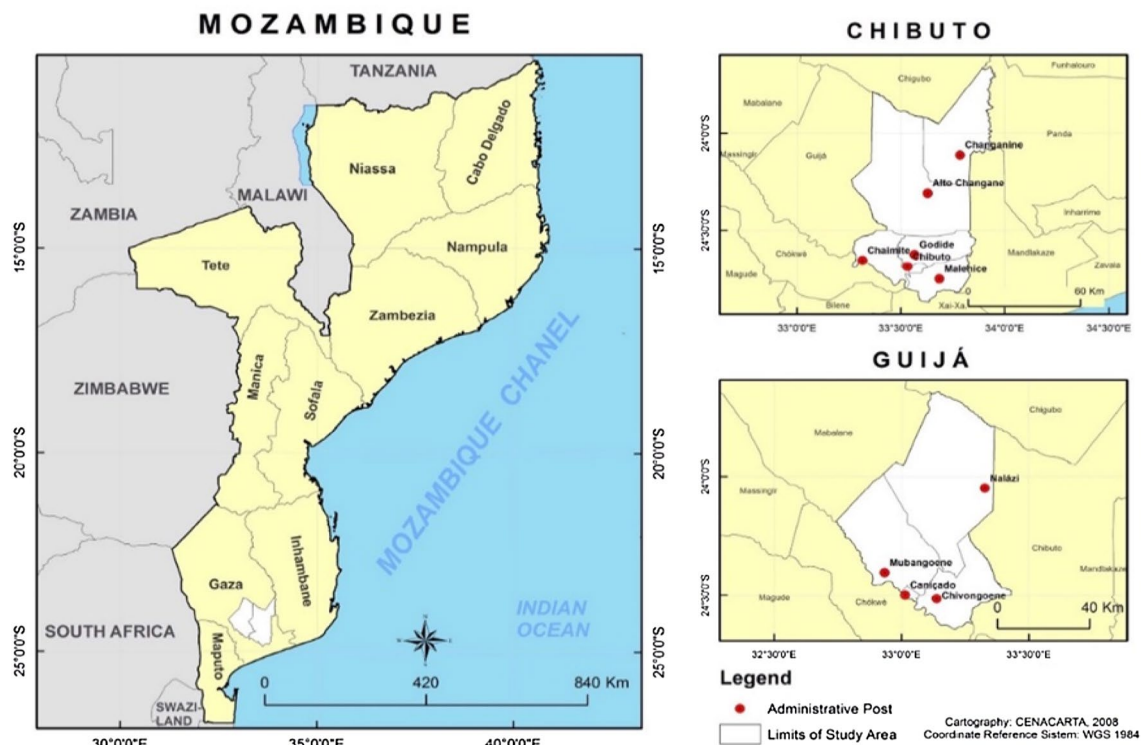 MOZAMBIQUE
TANZANIA
Cabo Delgado
Niassa
MALAWI
ZAMBIA
Nampula
Tete
Zambezia
Manica
Sofala
ZIMBABWE
MOZAMBIQUE CHANEL
Inhambane
Gaza
INDIAN
OCEAN
SOUTH AFRICA
Maputo
SWAZI-
LAND
0 420 840 Km
15°0'0"S
20°0'0"S
25°0'0"S
15°0'0"S
20°0'0"S
25°0'0"S
30°0'0"E 35°0'0"E 40°0'0"E
CHIBUTO
Funhalouro
Chigubo
Mabalane
Panda
Changanine
Massingir
Guijá
Alto Changane
Inharrime
Chaimite
Godide
Chibuto
Chókwé
Mandlakaze
Zavala
Malehice
Magude
0 60 Km
Bilene
Xai-Xa
24°0'0"S
24°30'0"S
33°0'0"E 33°30'0"E 34°0'0"E 34°30'0"E
GUIJÁ
Chigubo
Mabalane
Nalázi
Massingir
Chibuto
Mubangoene
Mandlakaze
Caniçado
Chivongoene
Magude
Chókwé
0 40 Km
24°0'0"S
24°30'0"S
32°30'0"E 33°0'0"E 33°30'0"E
Legend
Administrative Post
Limits of Study Area
Cartography: CENACARTA, 2008
Coordinate Reference Sistem: WGS 1984